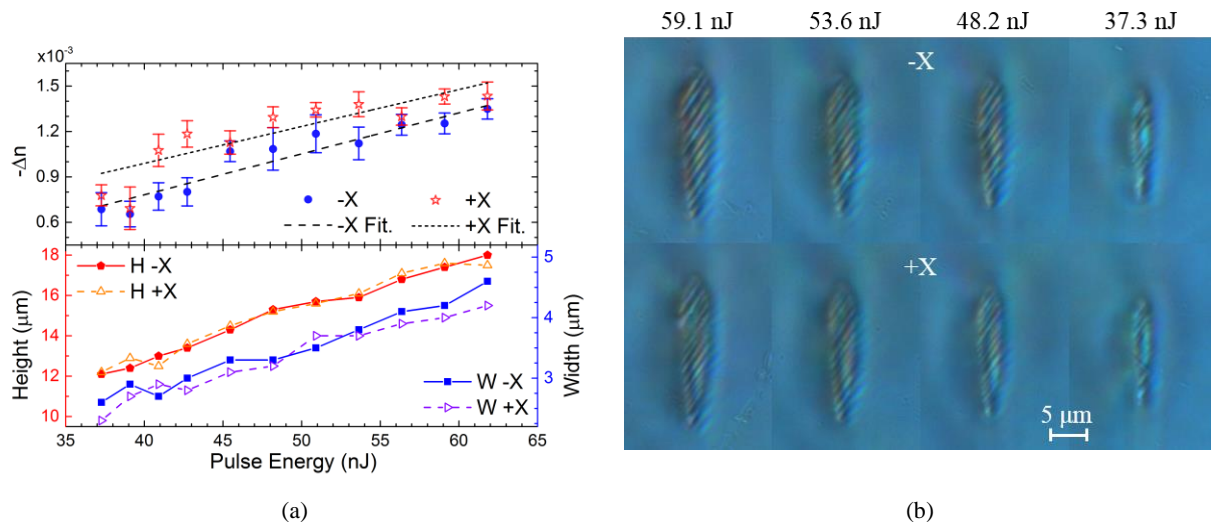 ×10⁻³
1.5
1.2
0.9
0.6
-Δn
-X
+X
-X Fit.
+X Fit.
18
16
14
12
10
Height (μm)
H -X
H +X
W -X
W +X
5
4
3
Width (μm)
35 40 45 50 55 60 65
Pulse Energy (nJ)
(a)
59.1 nJ 53.6 nJ 48.2 nJ 37.3 nJ
-X
+X
5 μm
(b)